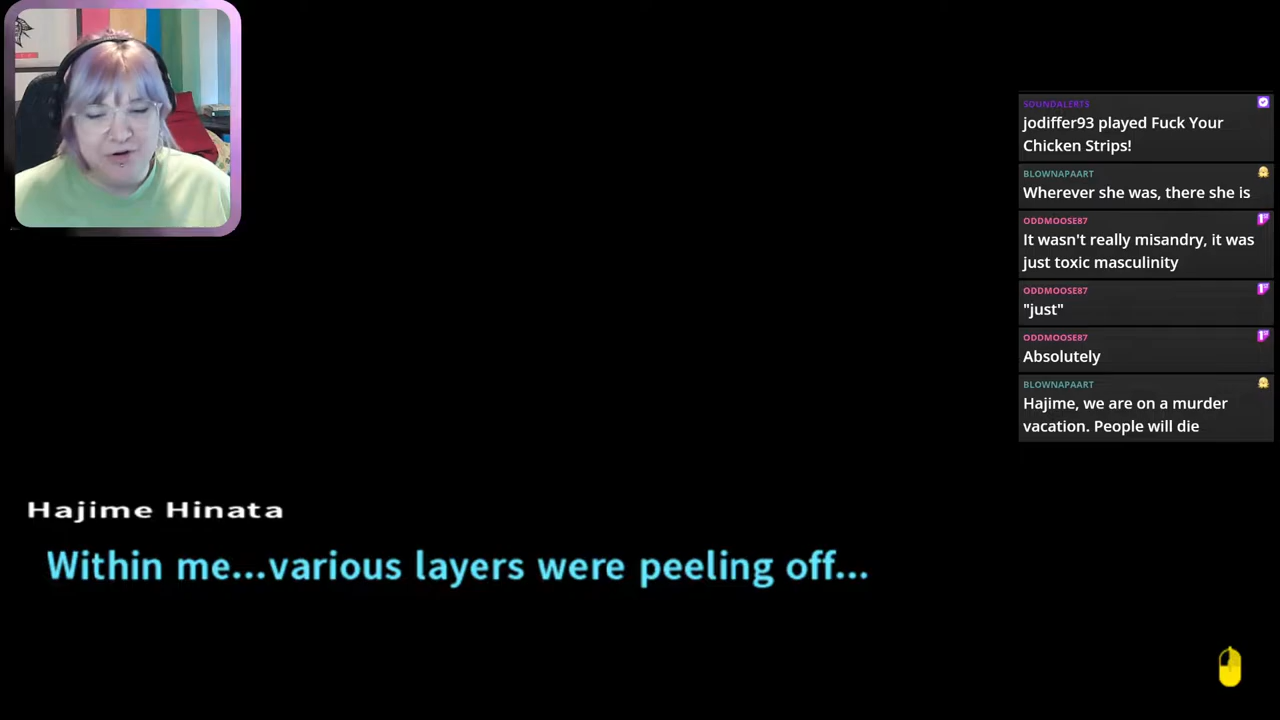 SOUNDALERTS
jodiffer93 played Fuck Your
Chicken Strips!
BLOWNAPAART
Wherever she was, there she is
ODDMOOSE87
It wasn't really misandry, it was
just toxic masculinity
ODDMOOSE87
"just"
ODDMOOSE87
Absolutely
BLOWNAPAART
Hajime, we are on a murder
vacation. People will die
Hajime Hinata
Within me...various layers were peeling off...